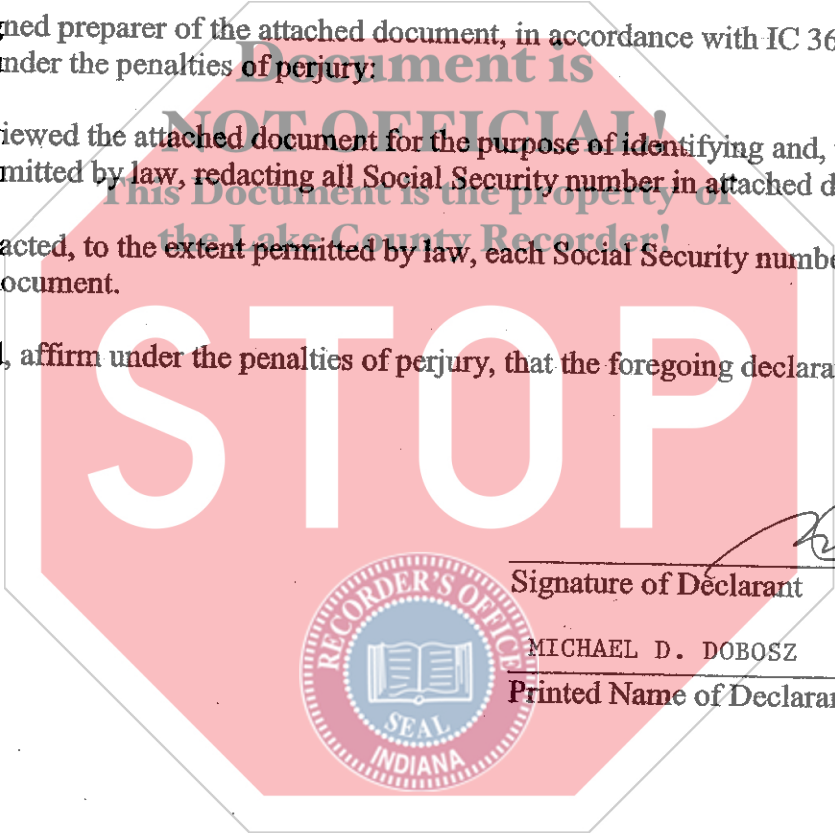 ned preparer of the attached document, in accordance with IC 36
nder the penalties of perjury:
Document is
NOT OFFICIAL!
This Document is the property of
the Lake County Recorder!
iewed the attached document for the purpose of identifying and,
mitted by law, redacting all Social Security number in attached d
acted, to the extent permitted by law, each Social Security numbe
ocument.
, affirm under the penalties of perjury, that the foregoing declara
STOP
Signature of Declarant
MICHAEL D. DOBOSZ
Printed Name of Declaran
RECORDER'S OFFICE
SEAL
INDIANA